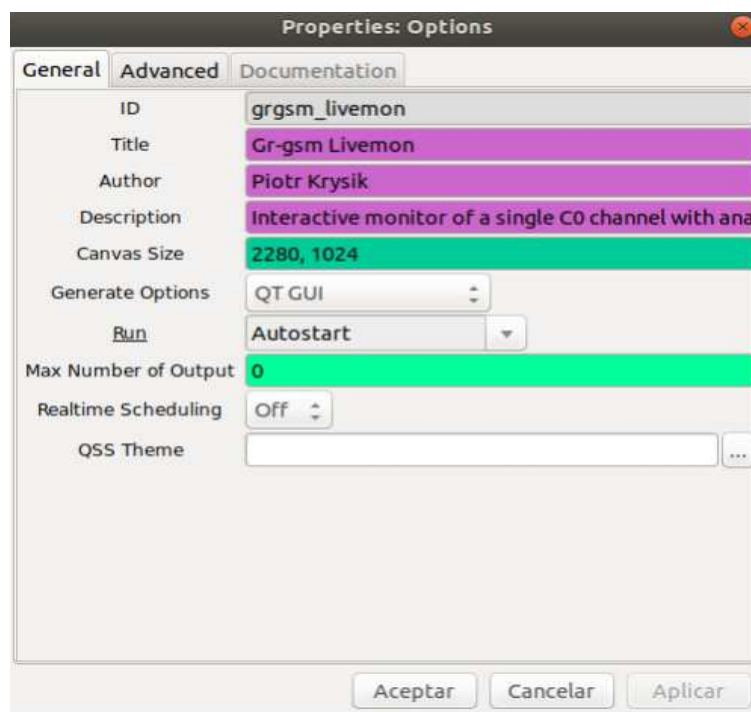 Properties: Options
General Advanced Documentation
ID grgsm_livemon
Title Gr-gsm Livemon
Author Piotr Krysik
Description Interactive monitor of a single C0 channel with ana
Canvas Size 2280, 1024
Generate Options QT GUI
Run Autostart
Max Number of Output 0
Realtime Scheduling Off
QSS Theme ...
Aceptar Cancelar Aplicar